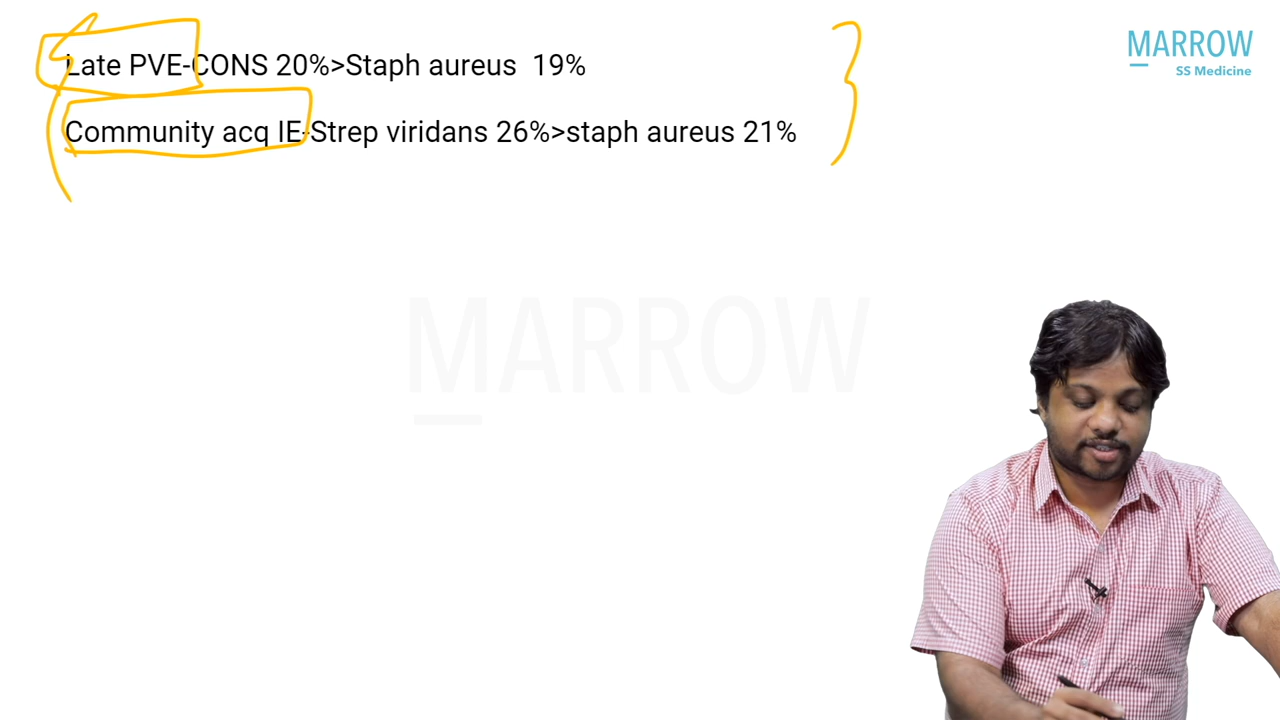 Late PVE-CONS 20%>Staph aureus 19%
MARROW
SS Medicine
Community acq IE-Strep viridans 26%>staph aureus 21%
MARROW